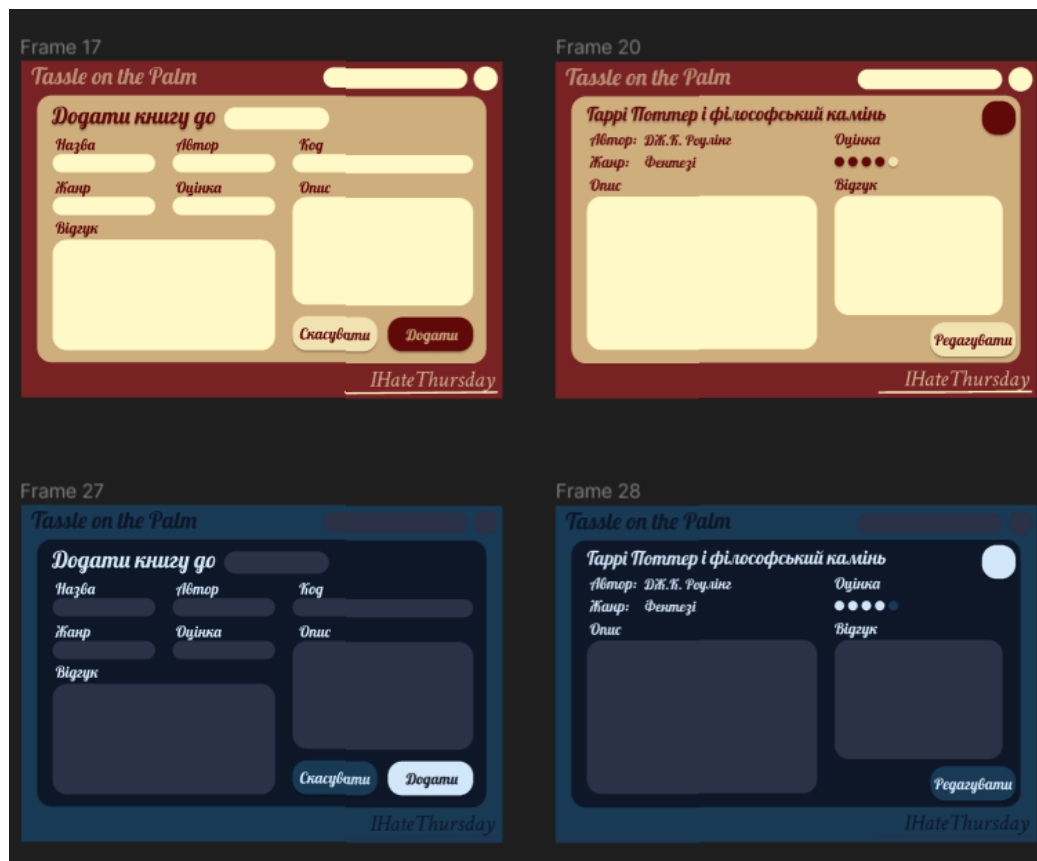 Frame 17
Tassle on the Palm
Додати книгу до
Назва
Автор
Код
Жанр
Оцінка
Опис
Відгук
Скасувати
Додати
IHateThursday
Frame 20
Tassle on the Palm
Гаррі Поттер і філософський камінь
Автор: ДЖ.К. Роулінг
Оцінка
Жанр: Фентезі
Опис
Відгук
Редагувати
IHateThursday
Frame 27
Tassle on the Palm
Додати книгу до
Назва
Автор
Код
Жанр
Оцінка
Опис
Відгук
Скасувати
Додати
IHateThursday
Frame 28
Tassle on the Palm
Гаррі Поттер і філософський камінь
Автор: ДЖ.К. Роулінг
Оцінка
Жанр: Фентезі
Опис
Відгук
Редагувати
IHateThursday